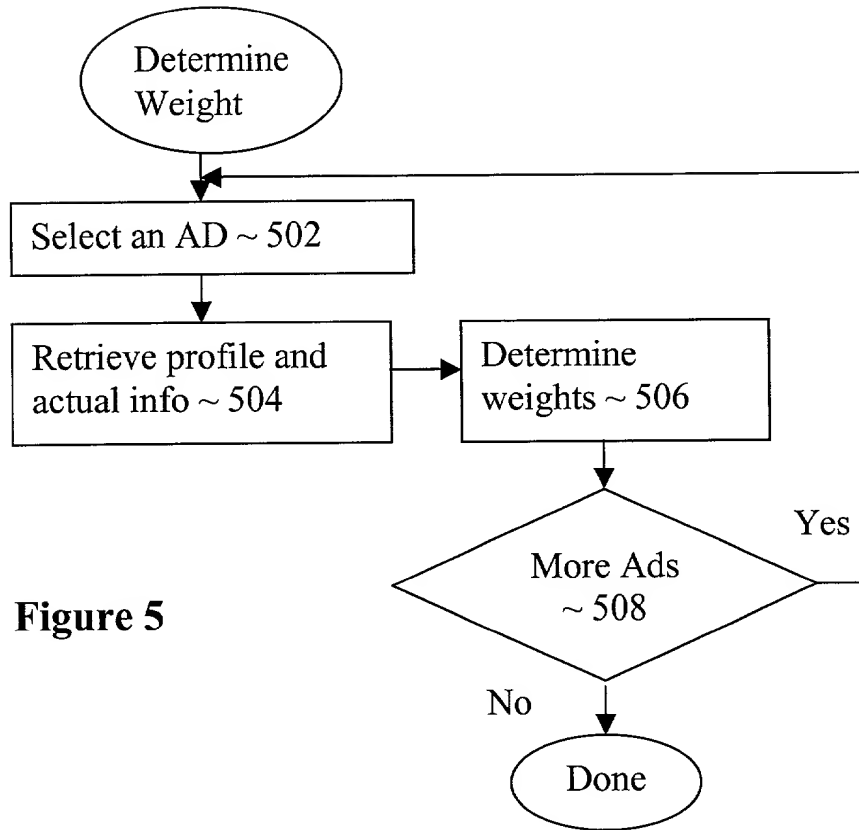 Determine
Weight
Select an AD ~ 502
Retrieve profile and
actual info ~ 504
Determine
weights ~ 506
More Ads
~ 508
Yes
No
Done
Figure 5